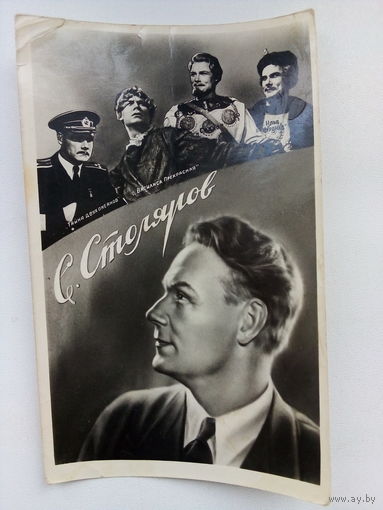 "Тайна двух океанов"
"Василиса Прекрасная"
С. Столяров
www.ay.by